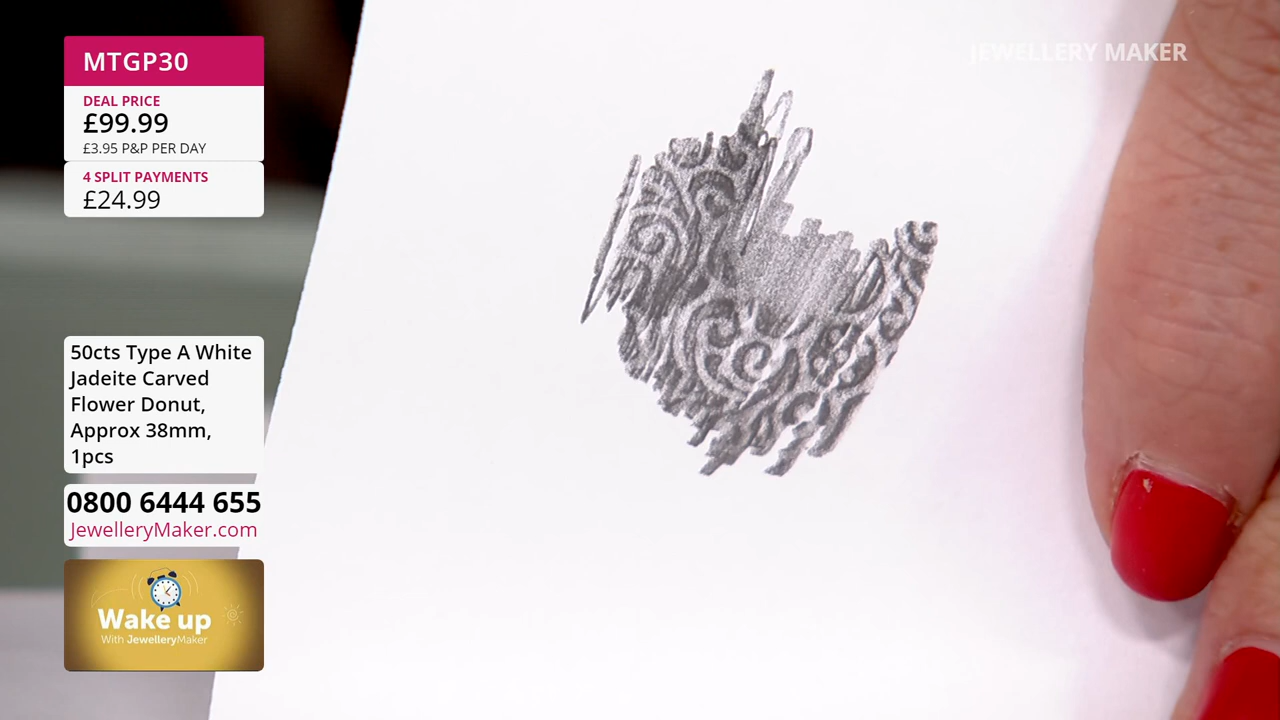 MTGP30
DEAL PRICE
£99.99
£3.95 P&P PER DAY
4 SPLIT PAYMENTS
£24.99
JEWELLERY MAKER
50cts Type A White
Jadeite Carved
Flower Donut,
Approx 38mm,
1pcs
0800 6444 655
JewelleryMaker.com
Wake up
With JewelleryMaker